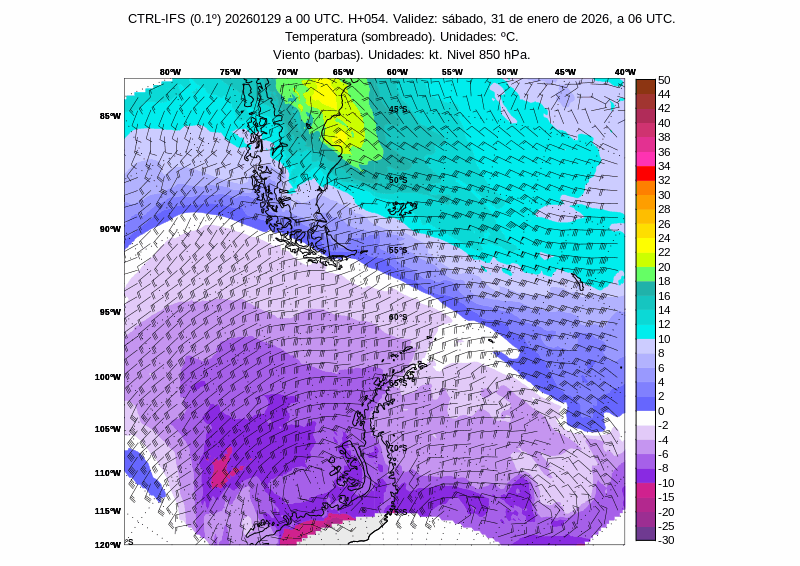 CTRL-IFS (0.1º) 20260129 a 00 UTC. H+054. Validez: sábado, 31 de enero de 2026, a 06 UTC.
Temperatura (sombreado). Unidades: ºC.
Viento (barbas). Unidades: kt. Nivel 850 hPa.
80°W 75°W 70°W 65°W 60°W 55°W 50°W 45°W 40°W
85°W
90°W
95°W
100°W
105°W
110°W
115°W
120°W
45°S
50°S
55°S
60°S
65°S
70°S
75°S
°S
50
44
42
40
38
36
34
32
30
28
26
24
22
20
18
16
14
12
10
8
6
4
2
0
-2
-4
-6
-8
-10
-15
-20
-25
-30